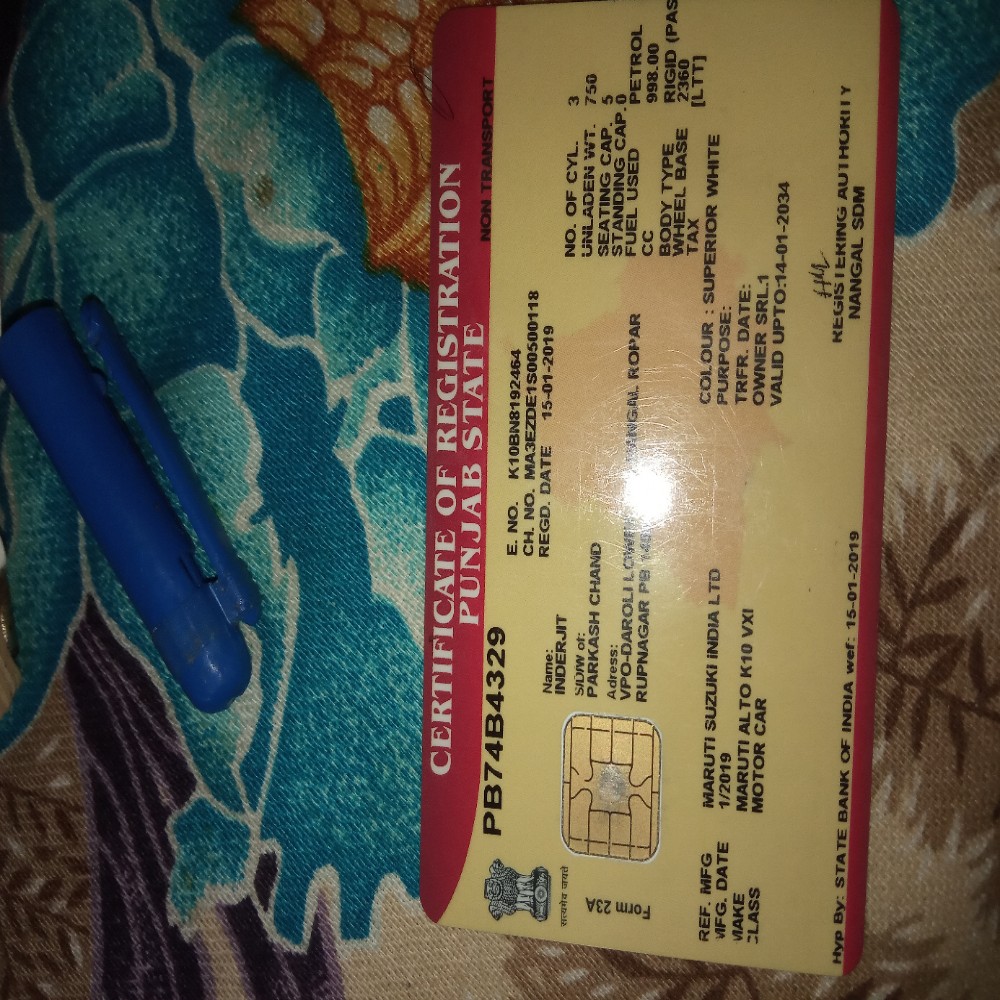 CERTIFICATE OF REGISTRATION
PUNJAB STATE
NON TRANSPORT
PB74B4329
सत्यमेव जयते
Form 23A
E. NO. K10BN8192464
CH. NO. MA3EZDE1S00500118
REGD. DATE 15-01-2019
Name:
INDERJIT
S/D/W of:
PARKASH CHAND
Address:
VPO-DAROLI LOWER NANGAL ROPAR
RUPNAGAR PB
NO. OF CYL. 3
UNLADEN WT. 750
SEATING CAP. 5
STANDING CAP. 0
FUEL USED PETROL
CC 998.00
BODY TYPE RIGID (PAS
WHEEL BASE 2360
TAX [LTT]
REF. MFG MARUTI SUZUKI INDIA LTD
MFG. DATE 1/2019
MAKE MARUTI ALTO K10 VXI
CLASS MOTOR CAR
COLOUR : SUPERIOR WHITE
PURPOSE:
TRFR. DATE:
OWNER SRL.1
VALID UPTO:14-01-2034
REGISTERING AUTHORITY
NANGAL SDM
Hyp By: STATE BANK OF INDIA wef: 15-01-2019